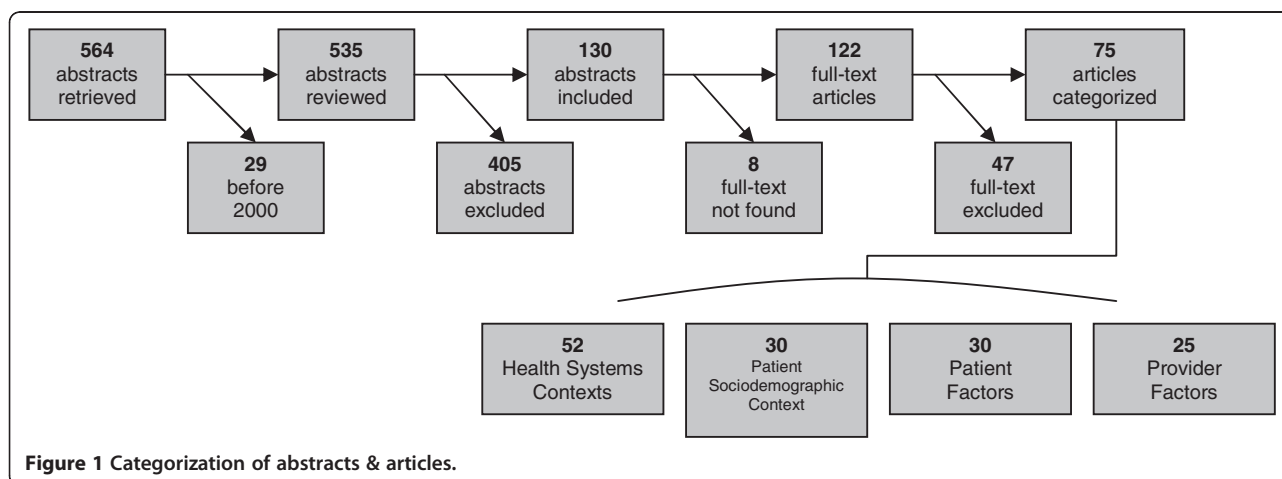 564
abstracts
retrieved
535
abstracts
reviewed
130
abstracts
included
122
full-text
articles
75
articles
categorized
29
before
2000
405
abstracts
excluded
8
full-text
not found
47
full-text
excluded
52
Health Systems
Contexts
30
Patient
Sociodemographic
Context
30
Patient
Factors
25
Provider
Factors
Figure 1 Categorization of abstracts & articles.